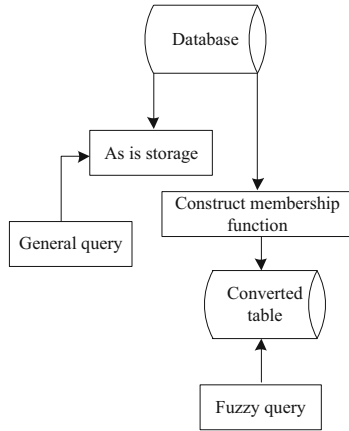 Database
As is storage
Construct membership
function
General query
Converted
table
Fuzzy query